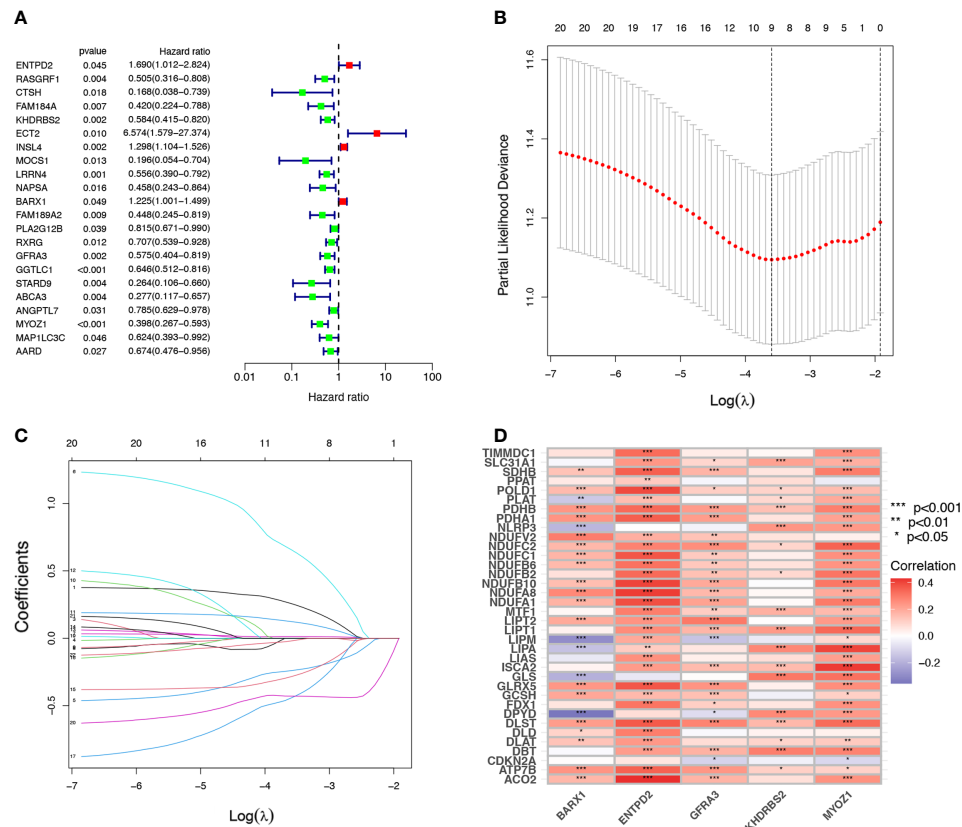 A
pvalue Hazard ratio
ENTPD2 0.045 1.690(1.012−2.824)
RASGRF1 0.004 0.505(0.316−0.808)
CTSH 0.018 0.168(0.038−0.739)
FAM184A 0.007 0.420(0.224−0.788)
KHDRBS2 0.002 0.584(0.415−0.820)
ECT2 0.010 6.574(1.579−27.374)
INSL4 0.002 1.298(1.104−1.526)
MOCS1 0.013 0.196(0.054−0.704)
LRRN4 0.001 0.556(0.390−0.792)
NAPSA 0.016 0.458(0.243−0.864)
BARX1 0.049 1.225(1.001−1.499)
FAM189A2 0.009 0.448(0.245−0.819)
PLA2G12B 0.039 0.815(0.671−0.990)
RXRG 0.012 0.707(0.539−0.928)
GFRA3 0.002 0.575(0.404−0.819)
GGTLC1 <0.001 0.646(0.512−0.816)
STARD9 0.004 0.264(0.106−0.660)
ABCA3 0.004 0.277(0.117−0.657)
ANGPTL7 0.031 0.785(0.629−0.978)
MYOZ1 <0.001 0.398(0.267−0.593)
MAP1LC3C 0.046 0.624(0.393−0.992)
AARD 0.027 0.674(0.476−0.956)
0.01 0.1 1 10 100
Hazard ratio
B
20 20 20 19 17 16 16 14 11 9 9 8 5 1 0
Partial Likelihood Deviance
11.6
11.4
11.2
11.0
−7 −6 −5 −4 −3 −2
Log(λ)
C
20 20 16 11 8 1
Coefficients
1.0
0.5
0.0
−0.5
6
12
10
1
11
15
5
20
17
−7 −6 −5 −4 −3 −2 −1
Log(λ)
D
TIMMDC1 *** ***
SLC31A1 *** * *** ***
SDHB ** *** *** ***
PPAT **
POLD1 *** *** * * ***
PLAT ** *** * ***
PDHB *** *** *** *** ***
PDHA1 *** *** *** ***
NLRP3 *** *** ***
NDUFV2 *** *** **
NDUFC2 *** *** *** * ***
NDUFC1 *** *** ** ***
NDUFB6 *** *** ** ***
NDUFB2 *** ** * ***
NDUFB10 *** *** *** ***
NDUFA8 *** *** *** ***
NDUFA1 *** *** *** ***
MTF1 *** ** *** ***
LIPT2 *** *** *** ***
LIPT1 *** *** *** ***
LIPM *** *** *** *
LIPA *** ** *** ***
LIAS *** ***
ISCA2 *** *** *** ***
GLS *** *** ***
GLRX5 *** *** *** ***
GCSH *** *** *** *
FDX1 *** * ***
DPYD *** * *** ***
DLST *** *** *** *** ***
DLD * ***
DLAT ** *** * **
DBT *** *** *** ***
CDKN2A * *
ATP7B *** *** *** * *
ACO2 *** *** *** ***
BARX1 ENTPD2 GFRA3 KHDRBS2 MYOZ1
*** p<0.001
** p<0.01
* p<0.05
Correlation
0.4
0.2
0.0
−0.2